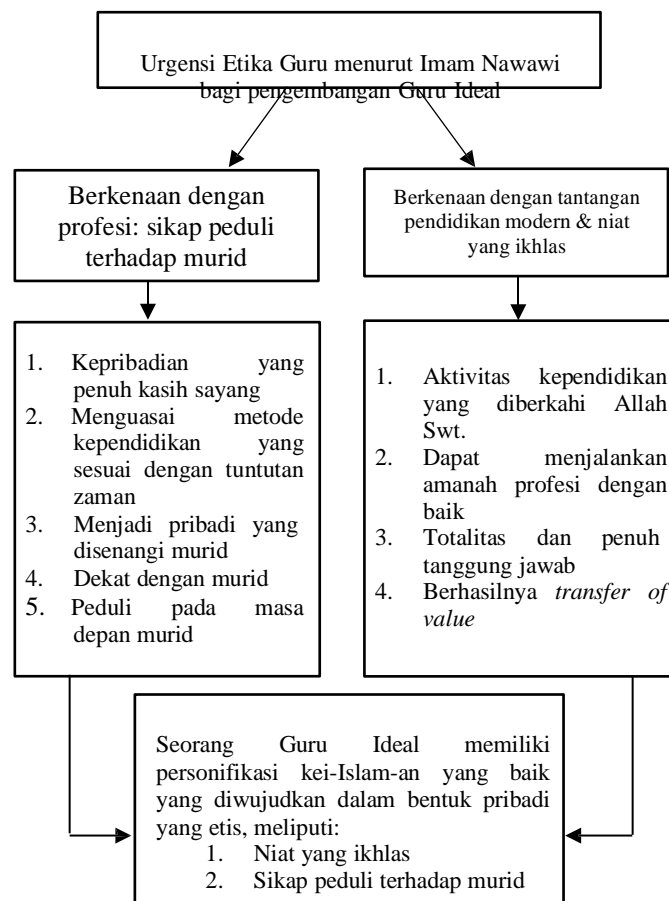 Urgensi Etika Guru menurut Imam Nawawi
bagi pengembangan Guru Ideal
Berkenaan dengan
profesi: sikap peduli
terhadap murid
Berkenaan dengan tantangan
pendidikan modern & niat
yang ikhlas
1. Kepribadian yang
penuh kasih sayang
2. Menguasai metode
kependidikan yang
sesuai dengan tuntutan
zaman
3. Menjadi pribadi yang
disenangi murid
4. Dekat dengan murid
5. Peduli pada masa
depan murid
1. Aktivitas kependidikan
yang diberkahi Allah
Swt.
2. Dapat menjalankan
amanah profesi dengan
baik
3. Totalitas dan penuh
tanggung jawab
4. Berhasilnya transfer of
value
Seorang Guru Ideal memiliki
personifikasi kei-Islam-an yang baik
yang diwujudkan dalam bentuk pribadi
yang etis, meliputi:
1. Niat yang ikhlas
2. Sikap peduli terhadap murid